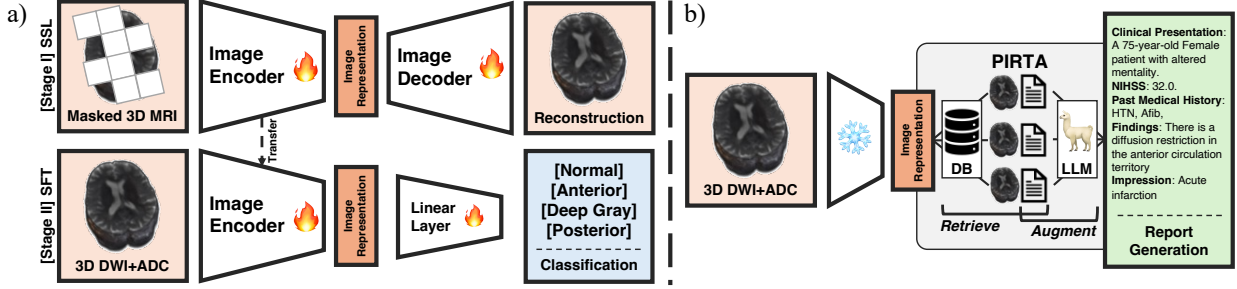 a)
[Stage I] SSL
Masked 3D MRI
Image
Encoder
Image
Representation
Image
Decoder
Reconstruction
Transfer
[Stage II] SFT
3D DWI+ADC
Image
Encoder
Image
Representation
Linear
Layer
[Normal]
[Anterior]
[Deep Gray]
[Posterior]
Classification
b)
3D DWI+ADC
Image
Representation
PIRTA
DB
LLM
Retrieve
Augment
Clinical Presentation:
A 75-year-old Female
patient with altered
mentality.
NIHSS: 32.0.
Past Medical History:
HTN, Afib,
Findings: There is a
diffusion restriction in
the anterior circulation
territory
Impression: Acute
infarction
Report
Generation